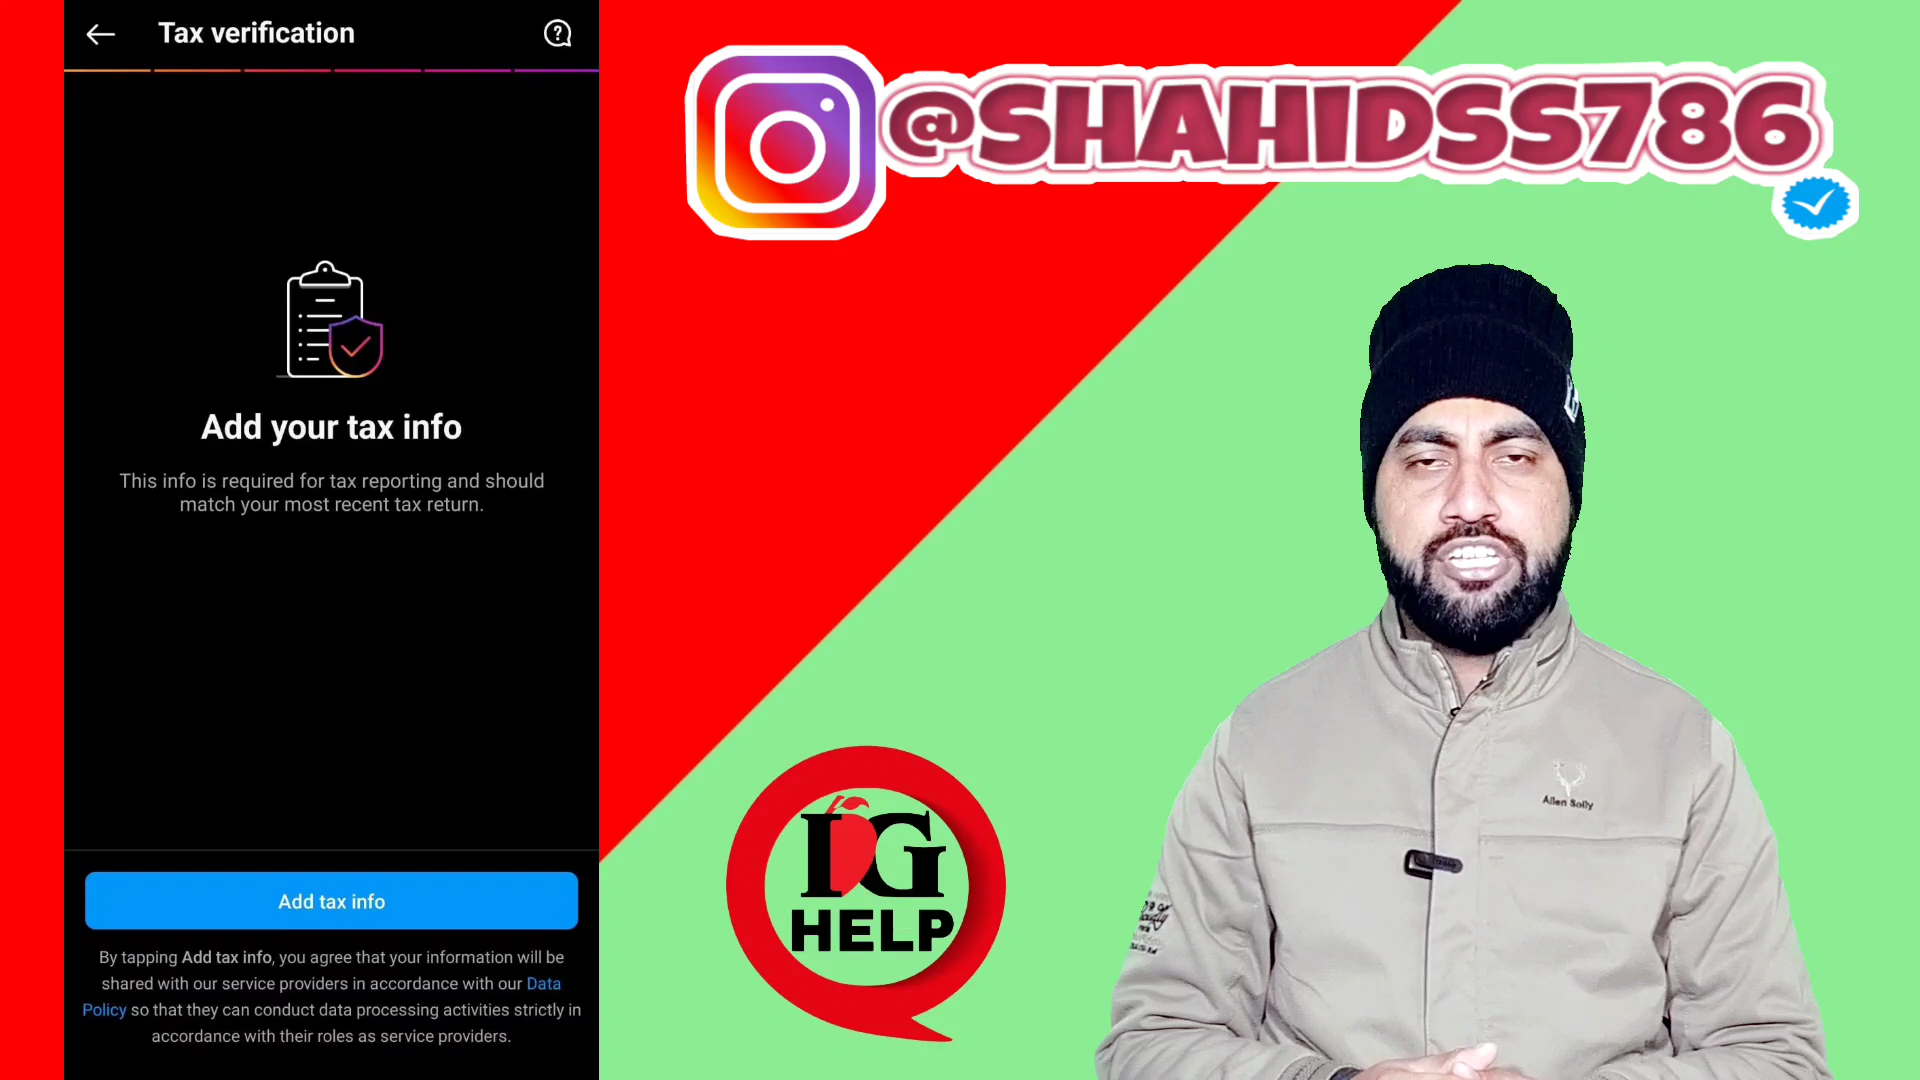 Tax verification
Add your tax info
This info is required for tax reporting and should
match your most recent tax return.
Add tax info
By tapping Add tax info, you agree that your information will be
shared with our service providers in accordance with our Data
Policy so that they can conduct data processing activities strictly in
accordance with their roles as service providers.
@SHAHIDSS786
IG
HELP
Allen Solly